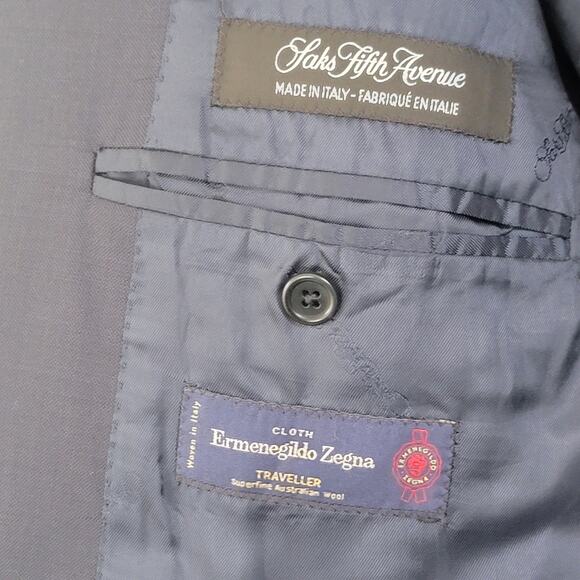 Saks Fifth Avenue
MADE IN ITALY - FABRIQUÉ EN ITALIE
Woven in Italy
CLOTH
Ermenegildo Zegna
TRAVELLER
Superfine Australian Wool
ERMENEGILDO
ZEGNA